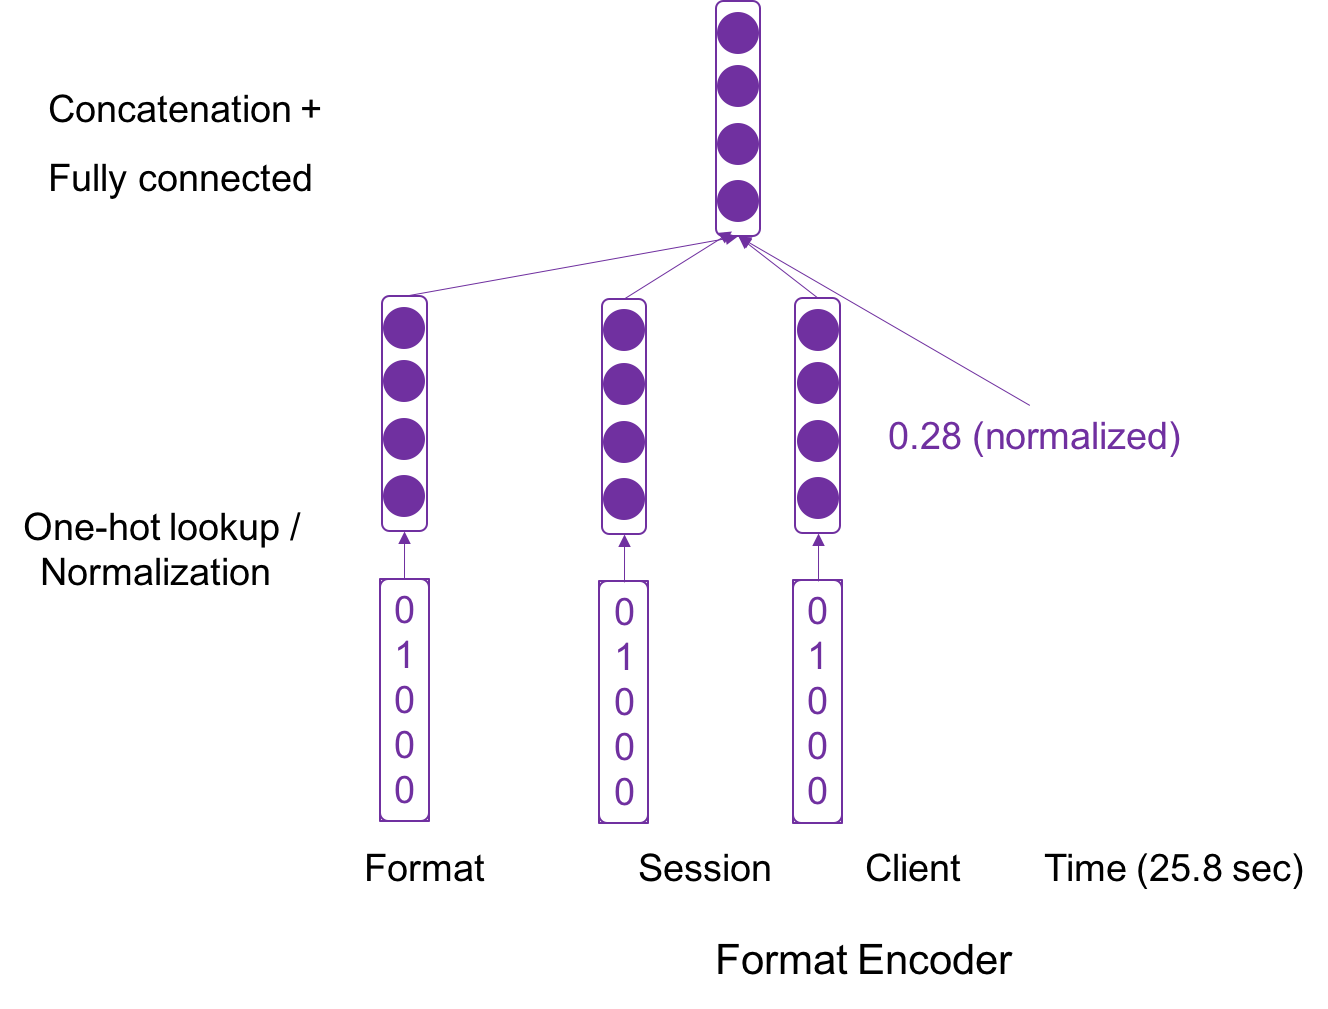 Concatenation +
Fully connected
0.28 (normalized)
One-hot lookup /
Normalization
0 0 0
1 1 1
0 0 0
0 0 0
0 0 0
Format Session Client Time (25.8 sec)
Format Encoder